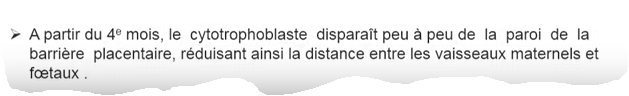 ➢ A partir du 4e mois, le cytotrophoblaste disparaît peu à peu de la paroi de la
barrière placentaire, réduisant ainsi la distance entre les vaisseaux maternels et
fœtaux .